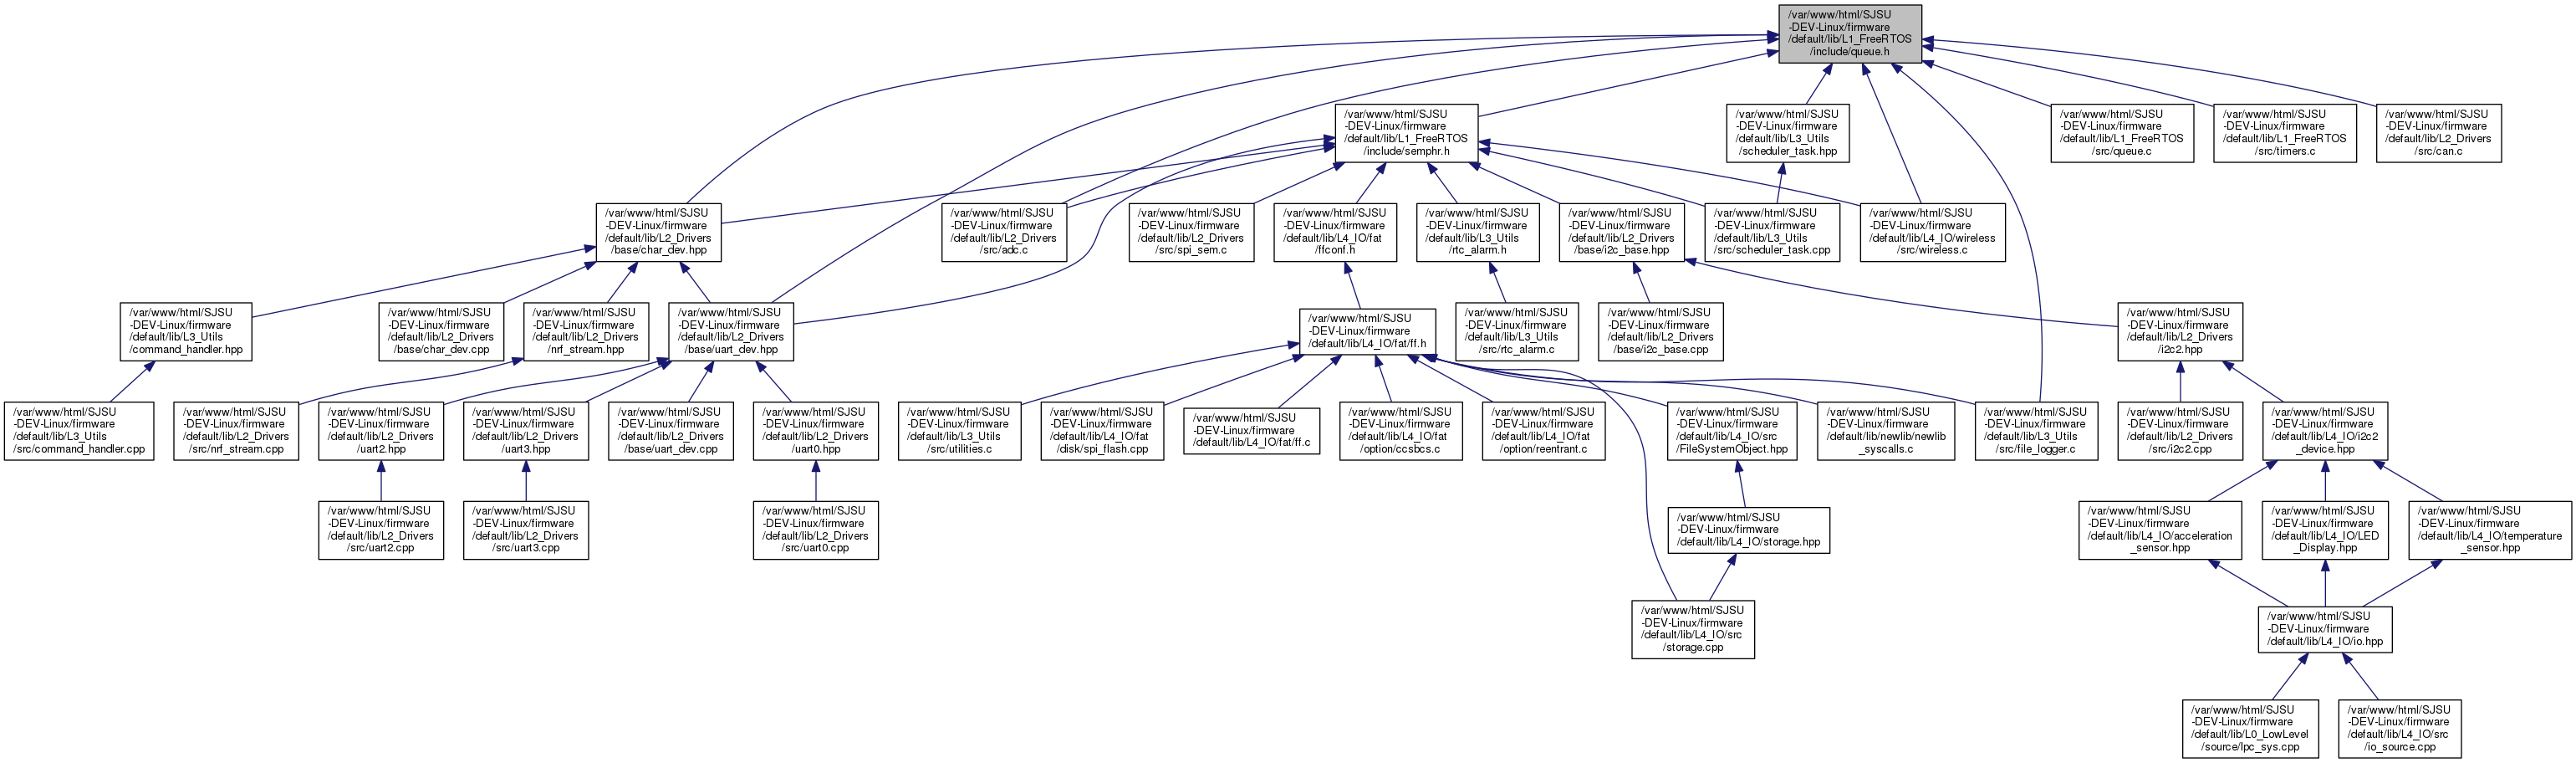 /var/www/html/SJSU
-DEV-Linux/firmware
/default/lib/L1_FreeRTOS
/include/queue.h
/var/www/html/SJSU
-DEV-Linux/firmware
/default/lib/L1_FreeRTOS
/include/semphr.h
/var/www/html/SJSU
-DEV-Linux/firmware
/default/lib/L3_Utils
/scheduler_task.hpp
/var/www/html/SJSU
-DEV-Linux/firmware
/default/lib/L1_FreeRTOS
/src/queue.c
/var/www/html/SJSU
-DEV-Linux/firmware
/default/lib/L1_FreeRTOS
/src/timers.c
/var/www/html/SJSU
-DEV-Linux/firmware
/default/lib/L2_Drivers
/src/can.c
/var/www/html/SJSU
-DEV-Linux/firmware
/default/lib/L2_Drivers
/base/char_dev.hpp
/var/www/html/SJSU
-DEV-Linux/firmware
/default/lib/L2_Drivers
/src/adc.c
/var/www/html/SJSU
-DEV-Linux/firmware
/default/lib/L2_Drivers
/src/spi_sem.c
/var/www/html/SJSU
-DEV-Linux/firmware
/default/lib/L4_IO/fat
/ffconf.h
/var/www/html/SJSU
-DEV-Linux/firmware
/default/lib/L3_Utils
/rtc_alarm.h
/var/www/html/SJSU
-DEV-Linux/firmware
/default/lib/L2_Drivers
/base/i2c_base.hpp
/var/www/html/SJSU
-DEV-Linux/firmware
/default/lib/L3_Utils
/src/scheduler_task.cpp
/var/www/html/SJSU
-DEV-Linux/firmware
/default/lib/L4_IO/wireless
/src/wireless.c
/var/www/html/SJSU
-DEV-Linux/firmware
/default/lib/L3_Utils
/command_handler.hpp
/var/www/html/SJSU
-DEV-Linux/firmware
/default/lib/L2_Drivers
/base/char_dev.cpp
/var/www/html/SJSU
-DEV-Linux/firmware
/default/lib/L2_Drivers
/nrf_stream.hpp
/var/www/html/SJSU
-DEV-Linux/firmware
/default/lib/L2_Drivers
/base/uart_dev.hpp
/var/www/html/SJSU
-DEV-Linux/firmware
/default/lib/L4_IO/fat/ff.h
/var/www/html/SJSU
-DEV-Linux/firmware
/default/lib/L3_Utils
/src/rtc_alarm.c
/var/www/html/SJSU
-DEV-Linux/firmware
/default/lib/L2_Drivers
/base/i2c_base.cpp
/var/www/html/SJSU
-DEV-Linux/firmware
/default/lib/L2_Drivers
/i2c2.hpp
/var/www/html/SJSU
-DEV-Linux/firmware
/default/lib/L3_Utils
/src/command_handler.cpp
/var/www/html/SJSU
-DEV-Linux/firmware
/default/lib/L2_Drivers
/src/nrf_stream.cpp
/var/www/html/SJSU
-DEV-Linux/firmware
/default/lib/L2_Drivers
/uart2.hpp
/var/www/html/SJSU
-DEV-Linux/firmware
/default/lib/L2_Drivers
/uart3.hpp
/var/www/html/SJSU
-DEV-Linux/firmware
/default/lib/L2_Drivers
/base/uart_dev.cpp
/var/www/html/SJSU
-DEV-Linux/firmware
/default/lib/L2_Drivers
/uart0.hpp
/var/www/html/SJSU
-DEV-Linux/firmware
/default/lib/L3_Utils
/src/utilities.c
/var/www/html/SJSU
-DEV-Linux/firmware
/default/lib/L4_IO/fat
/disk/spi_flash.cpp
/var/www/html/SJSU
-DEV-Linux/firmware
/default/lib/L4_IO/fat/ff.c
/var/www/html/SJSU
-DEV-Linux/firmware
/default/lib/L4_IO/fat
/option/ccsbcs.c
/var/www/html/SJSU
-DEV-Linux/firmware
/default/lib/L4_IO/fat
/option/reentrant.c
/var/www/html/SJSU
-DEV-Linux/firmware
/default/lib/L4_IO/src
/FileSystemObject.hpp
/var/www/html/SJSU
-DEV-Linux/firmware
/default/lib/newlib/newlib
_syscalls.c
/var/www/html/SJSU
-DEV-Linux/firmware
/default/lib/L3_Utils
/src/file_logger.c
/var/www/html/SJSU
-DEV-Linux/firmware
/default/lib/L2_Drivers
/src/i2c2.cpp
/var/www/html/SJSU
-DEV-Linux/firmware
/default/lib/L4_IO/i2c2
_device.hpp
/var/www/html/SJSU
-DEV-Linux/firmware
/default/lib/L2_Drivers
/src/uart2.cpp
/var/www/html/SJSU
-DEV-Linux/firmware
/default/lib/L2_Drivers
/src/uart3.cpp
/var/www/html/SJSU
-DEV-Linux/firmware
/default/lib/L2_Drivers
/src/uart0.cpp
/var/www/html/SJSU
-DEV-Linux/firmware
/default/lib/L4_IO/storage.hpp
/var/www/html/SJSU
-DEV-Linux/firmware
/default/lib/L4_IO/acceleration
_sensor.hpp
/var/www/html/SJSU
-DEV-Linux/firmware
/default/lib/L4_IO/LED
_Display.hpp
/var/www/html/SJSU
-DEV-Linux/firmware
/default/lib/L4_IO/temperature
_sensor.hpp
/var/www/html/SJSU
-DEV-Linux/firmware
/default/lib/L4_IO/src
/storage.cpp
/var/www/html/SJSU
-DEV-Linux/firmware
/default/lib/L4_IO/io.hpp
/var/www/html/SJSU
-DEV-Linux/firmware
/default/lib/L0_LowLevel
/source/lpc_sys.cpp
/var/www/html/SJSU
-DEV-Linux/firmware
/default/lib/L4_IO/src
/io_source.cpp